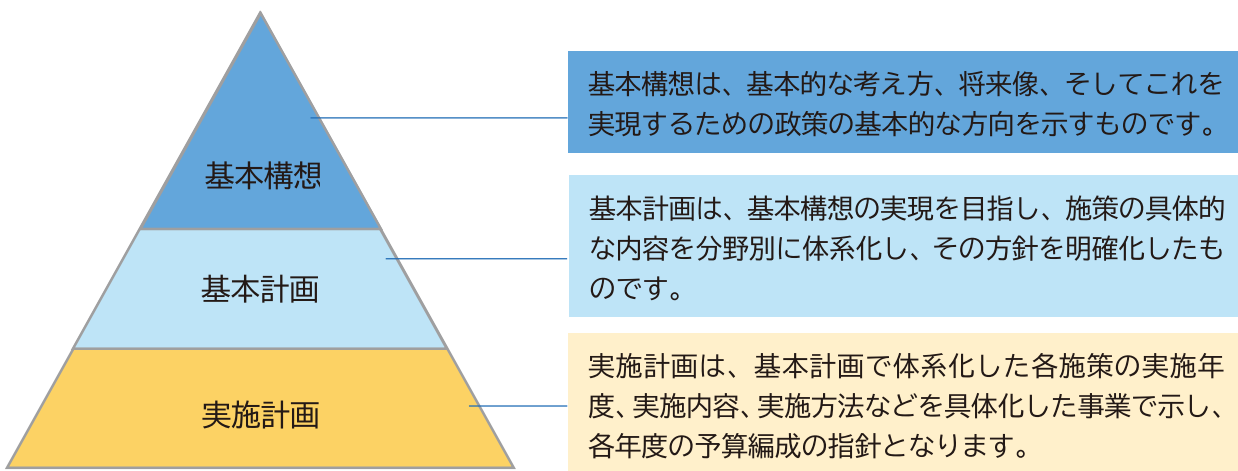 基本構想
基本構想は、基本的な考え方、将来像、そしてこれを
実現するための政策の基本的な方向を示すものです。
基本計画
基本計画は、基本構想の実現を目指し、施策の具体的
な内容を分野別に体系化し、その方針を明確化したも
のです。
実施計画
実施計画は、基本計画で体系化した各施策の実施年
度、実施内容、実施方法などを具体化した事業で示し、
各年度の予算編成の指針となります。